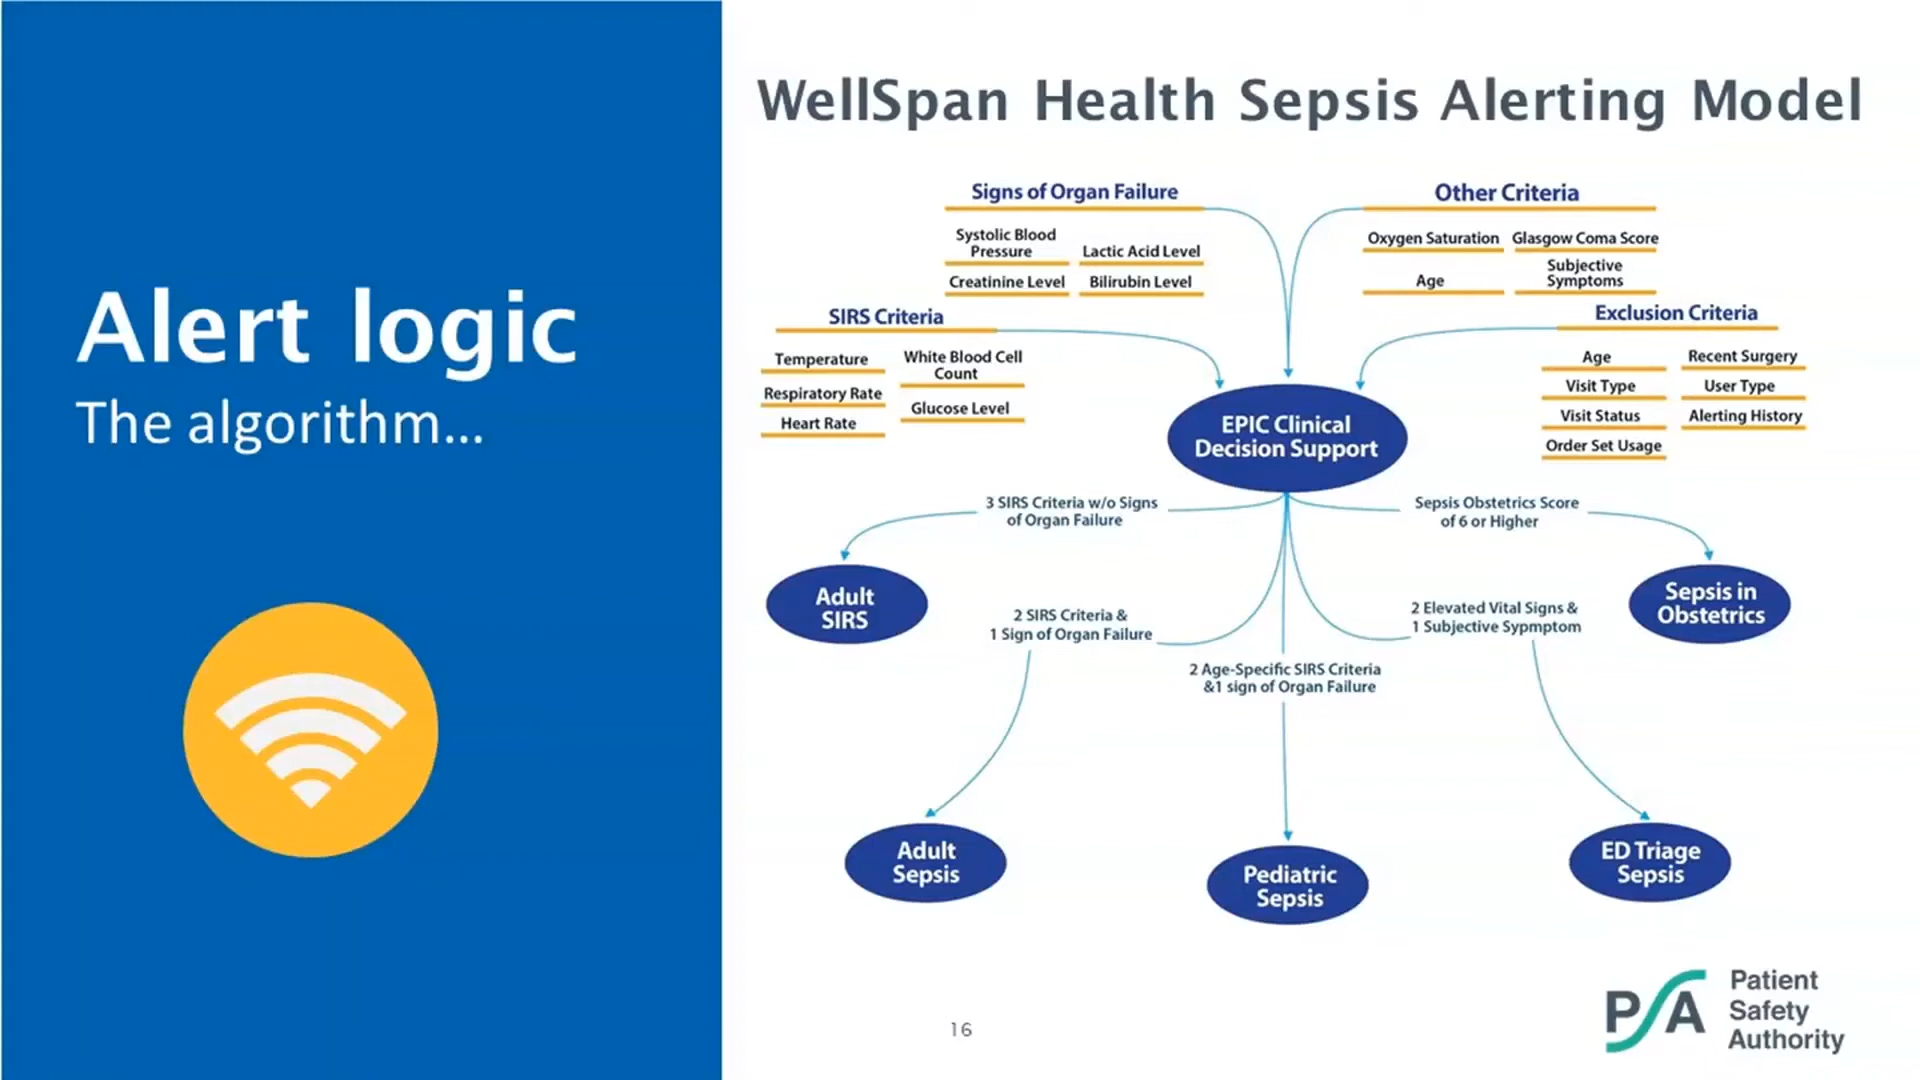 Alert logic
The algorithm...
WellSpan Health Sepsis Alerting Model
Signs of Organ Failure
Systolic Blood
Pressure
Lactic Acid Level
Creatinine Level
Bilirubin Level
Other Criteria
Oxygen Saturation
Glasgow Coma Score
Age
Subjective
Symptoms
SIRS Criteria
Temperature
White Blood Cell
Count
Respiratory Rate
Glucose Level
Heart Rate
Exclusion Criteria
Age
Recent Surgery
Visit Type
User Type
Visit Status
Alerting History
Order Set Usage
EPIC Clinical
Decision Support
3 SIRS Criteria w/o Signs
of Organ Failure
Sepsis Obstetrics Score
of 6 or Higher
Adult
SIRS
Sepsis in
Obstetrics
2 SIRS Criteria &
1 Sign of Organ Failure
2 Elevated Vital Signs &
1 Subjective Sypmptom
2 Age-Specific SIRS Criteria
&1 sign of Organ Failure
Adult
Sepsis
Pediatric
Sepsis
ED Triage
Sepsis
16
PSA
Patient
Safety
Authority